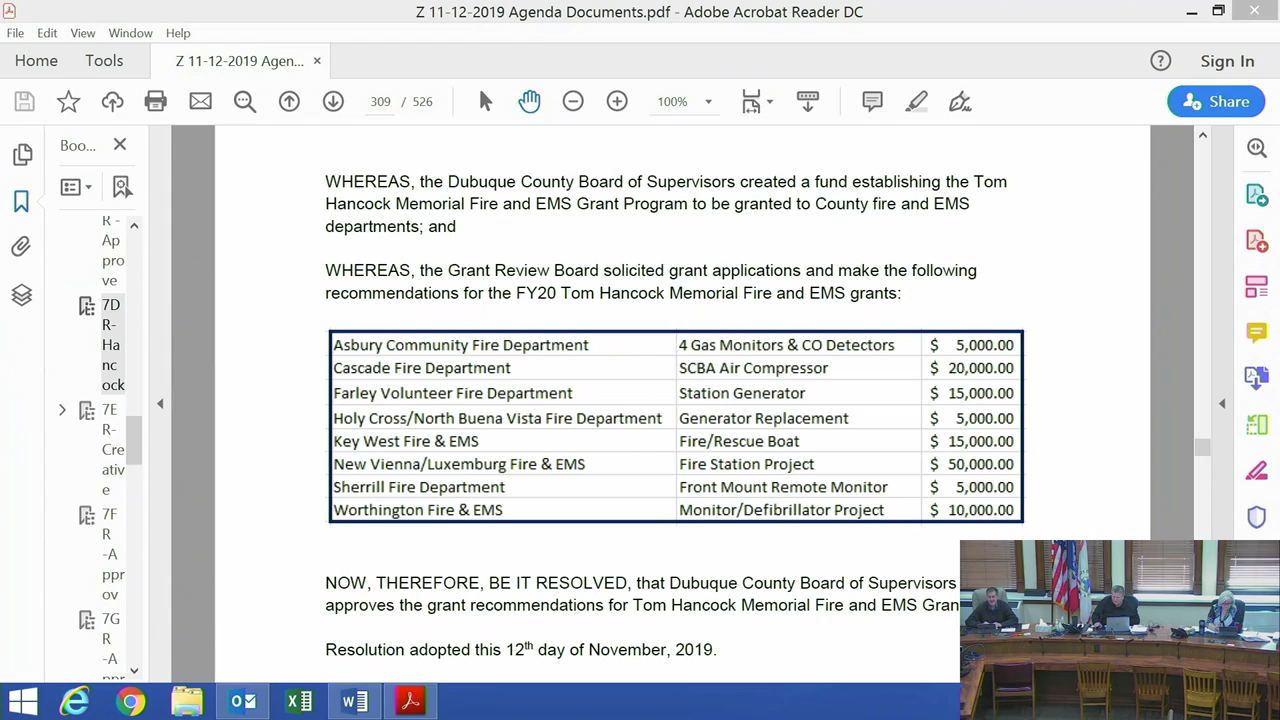 Z 11-12-2019 Agenda Documents.pdf - Adobe Acrobat Reader DC
File Edit View Window Help
Home Tools Z 11-12-2019 Agen... × Sign In
309 / 526 100% Share
Boo...
R -
Ap
pro
ve
7D
R-
Ha
nc
ock
7E
R-
Cre
ativ
e
7F
R
-A
ppr
ov
7G
R
-A
WHEREAS, the Dubuque County Board of Supervisors created a fund establishing the Tom
Hancock Memorial Fire and EMS Grant Program to be granted to County fire and EMS
departments; and
WHEREAS, the Grant Review Board solicited grant applications and make the following
recommendations for the FY20 Tom Hancock Memorial Fire and EMS grants:
Asbury Community Fire Department 4 Gas Monitors & CO Detectors $ 5,000.00
Cascade Fire Department SCBA Air Compressor $ 20,000.00
Farley Volunteer Fire Department Station Generator $ 15,000.00
Holy Cross/North Buena Vista Fire Department Generator Replacement $ 5,000.00
Key West Fire & EMS Fire/Rescue Boat $ 15,000.00
New Vienna/Luxemburg Fire & EMS Fire Station Project $ 50,000.00
Sherrill Fire Department Front Mount Remote Monitor $ 5,000.00
Worthington Fire & EMS Monitor/Defibrillator Project $ 10,000.00
NOW, THEREFORE, BE IT RESOLVED, that Dubuque County Board of Supervisors
approves the grant recommendations for Tom Hancock Memorial Fire and EMS Gran
Resolution adopted this 12th day of November, 2019.